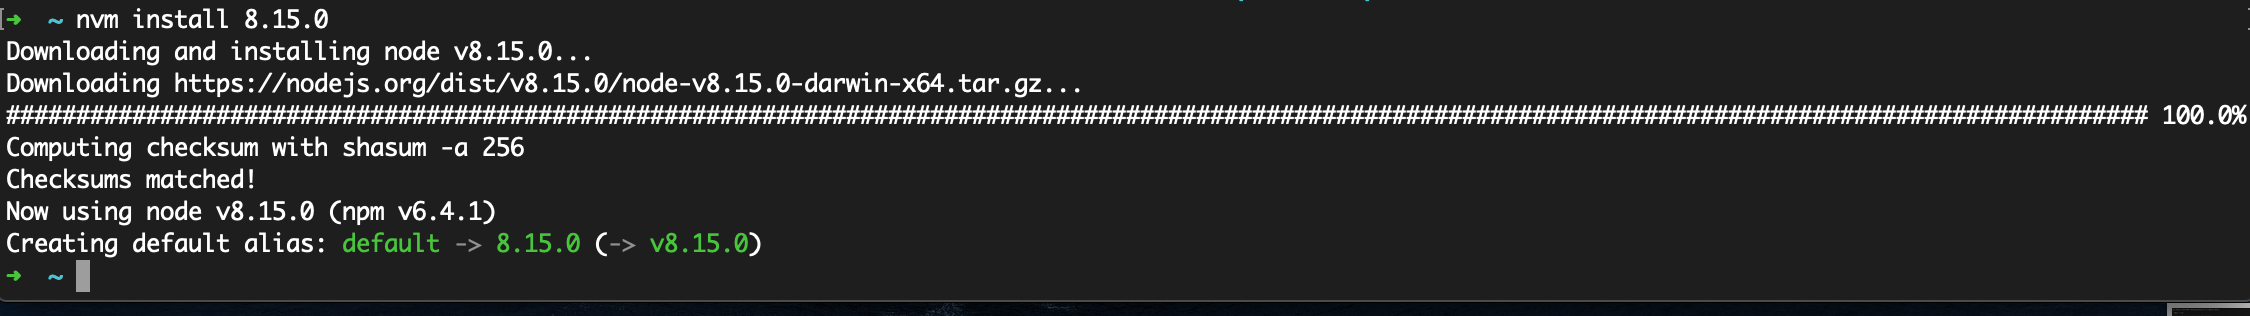 ➜  ~ nvm install 8.15.0
Downloading and installing node v8.15.0...
Downloading https://nodejs.org/dist/v8.15.0/node-v8.15.0-darwin-x64.tar.gz...
######################################################################################################################################################### 100.0%
Computing checksum with shasum -a 256
Checksums matched!
Now using node v8.15.0 (npm v6.4.1)
Creating default alias: default -> 8.15.0 (-> v8.15.0)
➜  ~